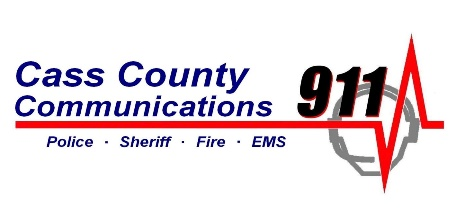 Cass County
Communications 911
Police · Sheriff · Fire · EMS